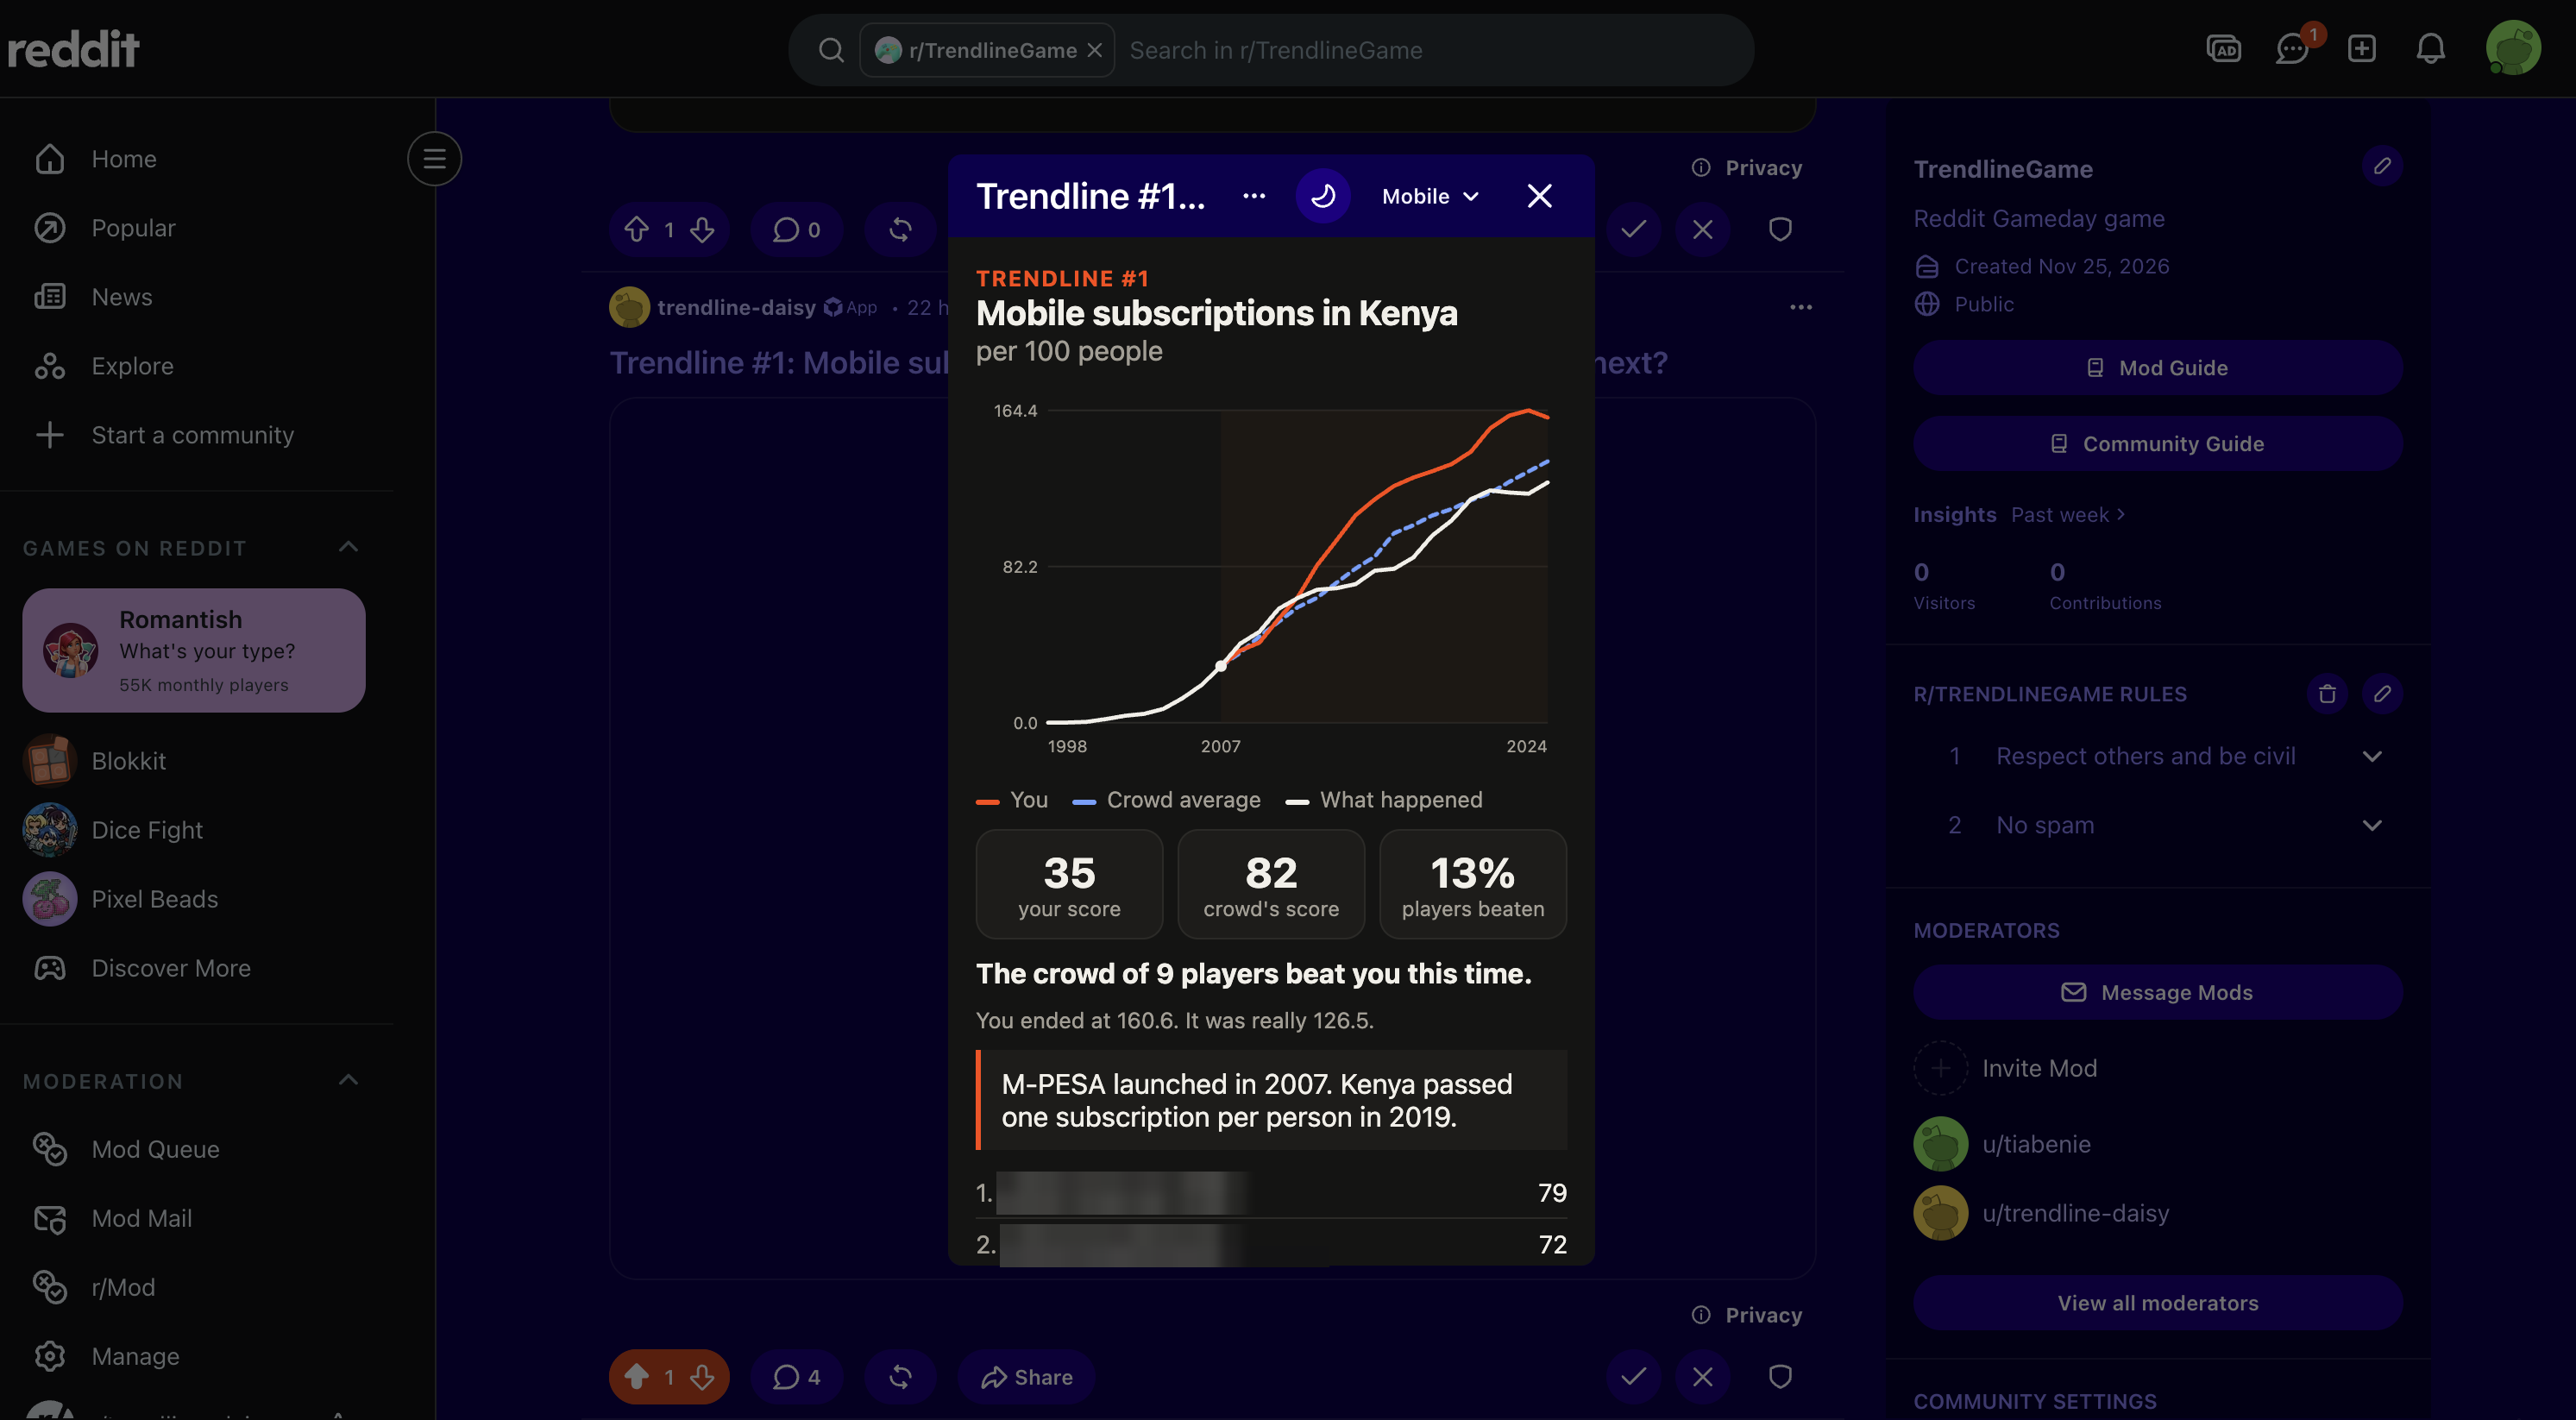 reddit
r/TrendlineGame
Search in r/TrendlineGame
AD
1
Home
Popular
News
Explore
Start a community
GAMES ON REDDIT
Romantish
What's your type?
55K monthly players
Blokkit
Dice Fight
Pixel Beads
Discover More
MODERATION
Mod Queue
Mod Mail
r/Mod
Manage
Privacy
1
0
trendline-daisy App • 22 h
Trendline #1: Mobile su
next?
Trendline #1...
Mobile
TRENDLINE #1
Mobile subscriptions in Kenya
per 100 people
164.4
82.2
0.0
1998 2007 2024
You Crowd average What happened
35 82 13%
your score crowd's score players beaten
The crowd of 9 players beat you this time.
You ended at 160.6. It was really 126.5.
M-PESA launched in 2007. Kenya passed
one subscription per person in 2019.
1. 79
2. 72
Privacy
1
4
Share
TrendlineGame
Reddit Gameday game
Created Nov 25, 2026
Public
Mod Guide
Community Guide
Insights Past week
0 0
Visitors Contributions
R/TRENDLINEGAME RULES
1 Respect others and be civil
2 No spam
MODERATORS
Message Mods
Invite Mod
u/tiabenie
u/trendline-daisy
View all moderators
COMMUNITY SETTINGS